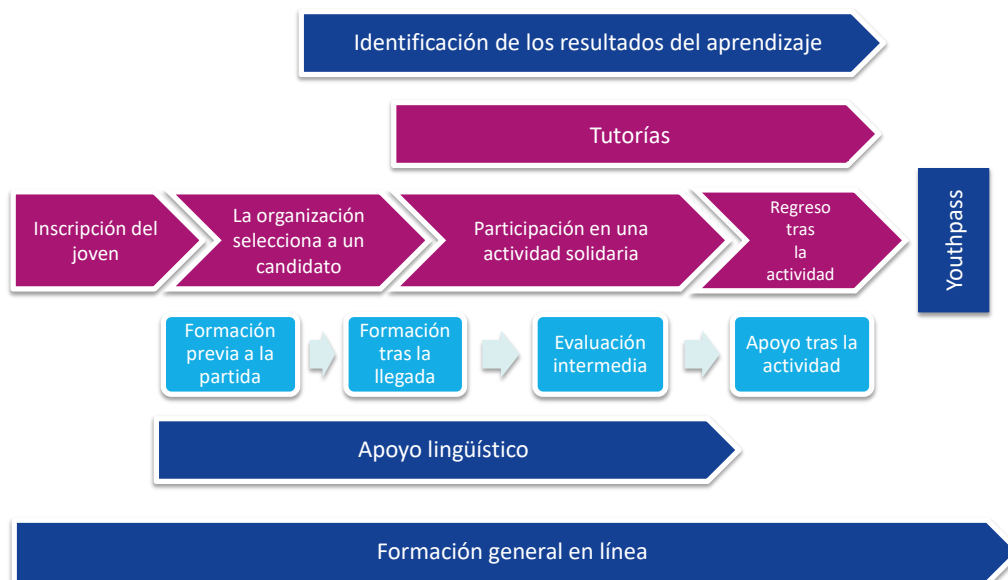 Identificación de los resultados del aprendizaje
Tutorías
Inscripción del
joven
La organización
selecciona a un
candidato
Participación en una
actividad solidaria
Regreso
tras
la
actividad
Youthpass
Formación
previa a la
partida
Formación
tras la
llegada
Evaluación
intermedia
Apoyo tras la
actividad
Apoyo lingüístico
Formación general en línea